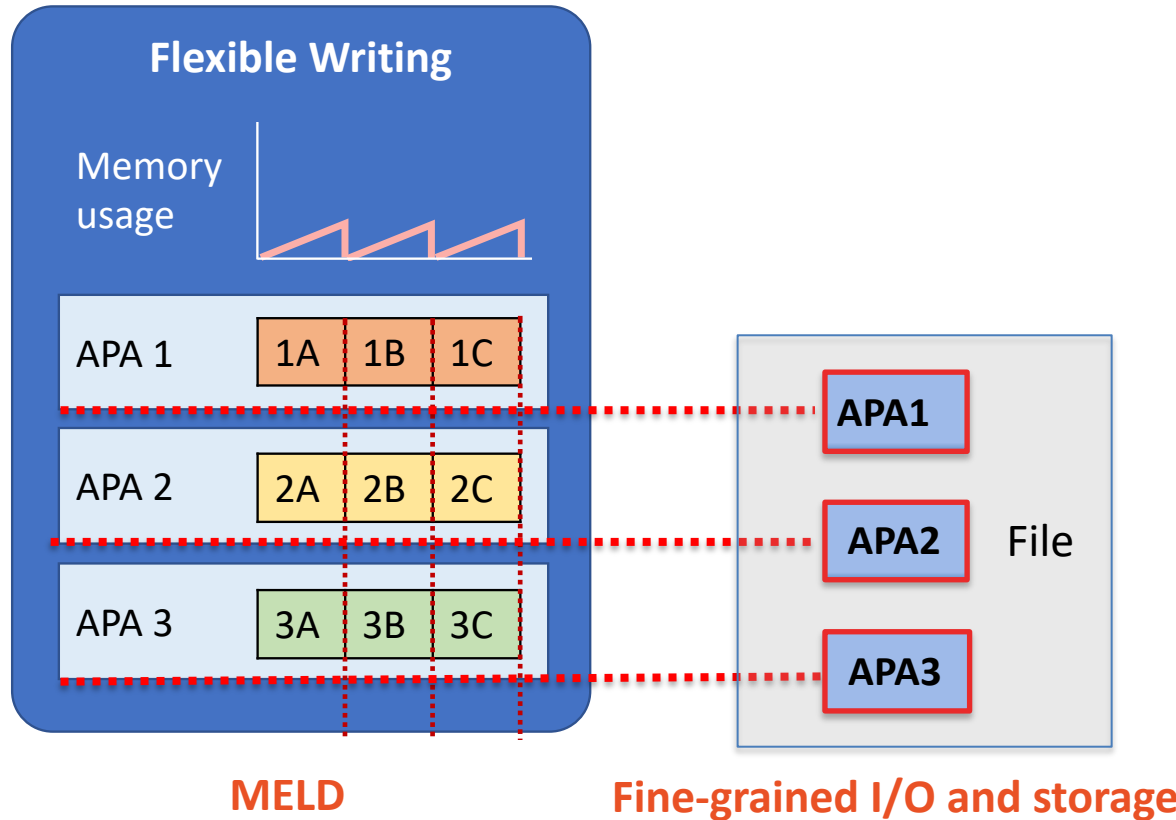 Flexible Writing
Memory
usage
APA 1
1A 1B 1C
APA 2
2A 2B 2C
APA 3
3A 3B 3C
APA1
APA2
File
APA3
MELD
Fine-grained I/O and storage